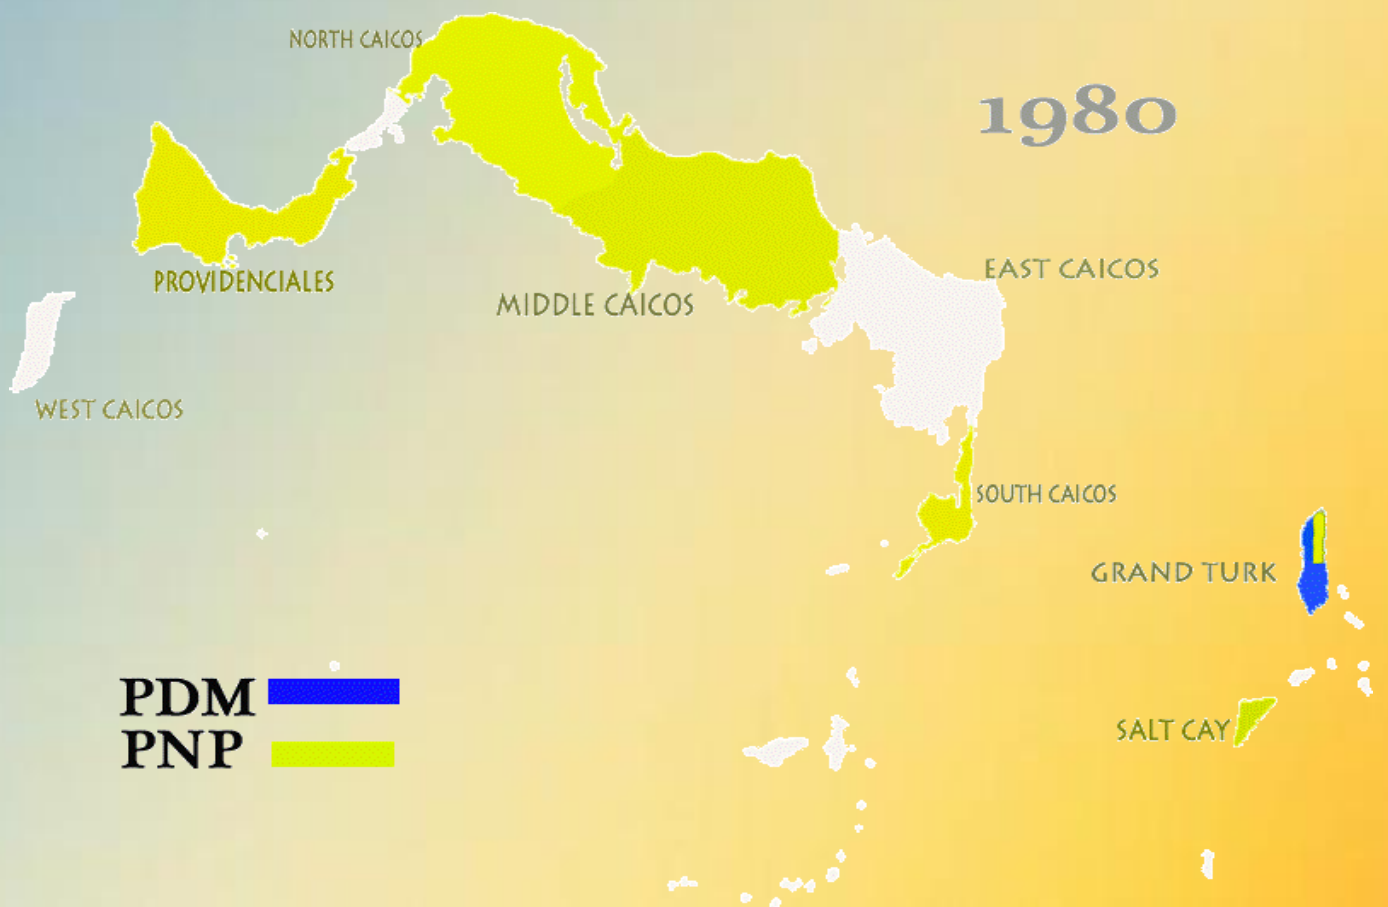 NORTH CAICOS
1980
PROVIDENCIALES
EAST CAICOS
MIDDLE CAICOS
WEST CAICOS
SOUTH CAICOS
GRAND TURK
PDM
SALT CAY
PNP